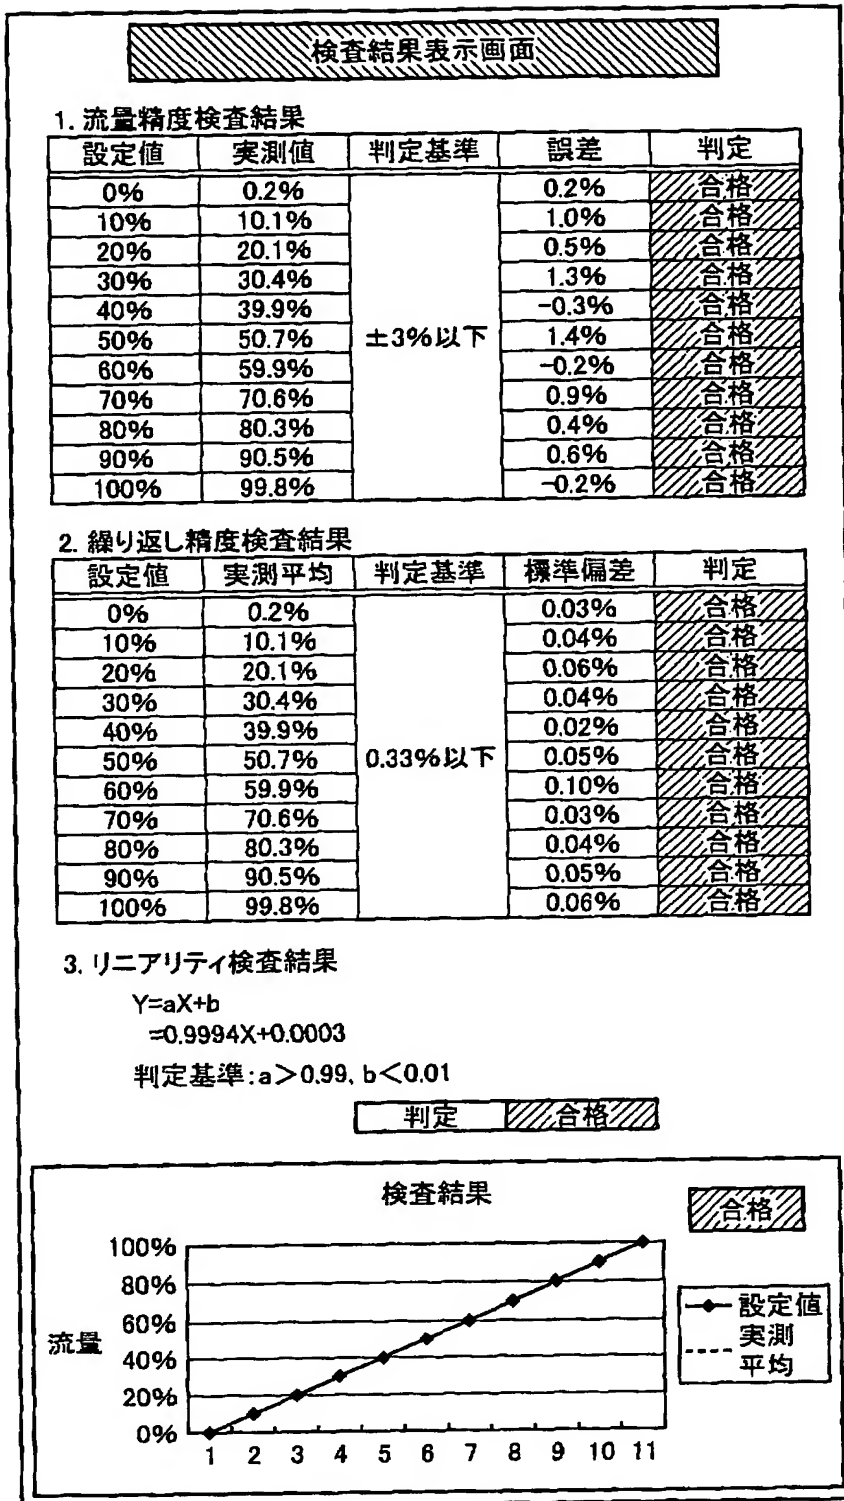 検査結果表示画面
1. 流量精度検査結果
設定値 実測値 判定基準 誤差 判定
0% 0.2% 0.2% 合格
10% 10.1% 1.0% 合格
20% 20.1% 0.5% 合格
30% 30.4% 1.3% 合格
40% 39.9% -0.3% 合格
50% 50.7% ±3%以下 1.4% 合格
60% 59.9% -0.2% 合格
70% 70.6% 0.9% 合格
80% 80.3% 0.4% 合格
90% 90.5% 0.6% 合格
100% 99.8% -0.2% 合格
2. 繰り返し精度検査結果
設定値 実測平均 判定基準 標準偏差 判定
0% 0.2% 0.03% 合格
10% 10.1% 0.04% 合格
20% 20.1% 0.06% 合格
30% 30.4% 0.04% 合格
40% 39.9% 0.02% 合格
50% 50.7% 0.33%以下 0.05% 合格
60% 59.9% 0.10% 合格
70% 70.6% 0.03% 合格
80% 80.3% 0.04% 合格
90% 90.5% 0.05% 合格
100% 99.8% 0.06% 合格
3. リニアリティ検査結果
Y=aX+b
=0.9994X+0.0003
判定基準:a>0.99, b<0.01
判定 合格
検査結果
合格
100%
80%
60%
流量
40%
20%
0%
1 2 3 4 5 6 7 8 9 10 11
設定値
実測
平均